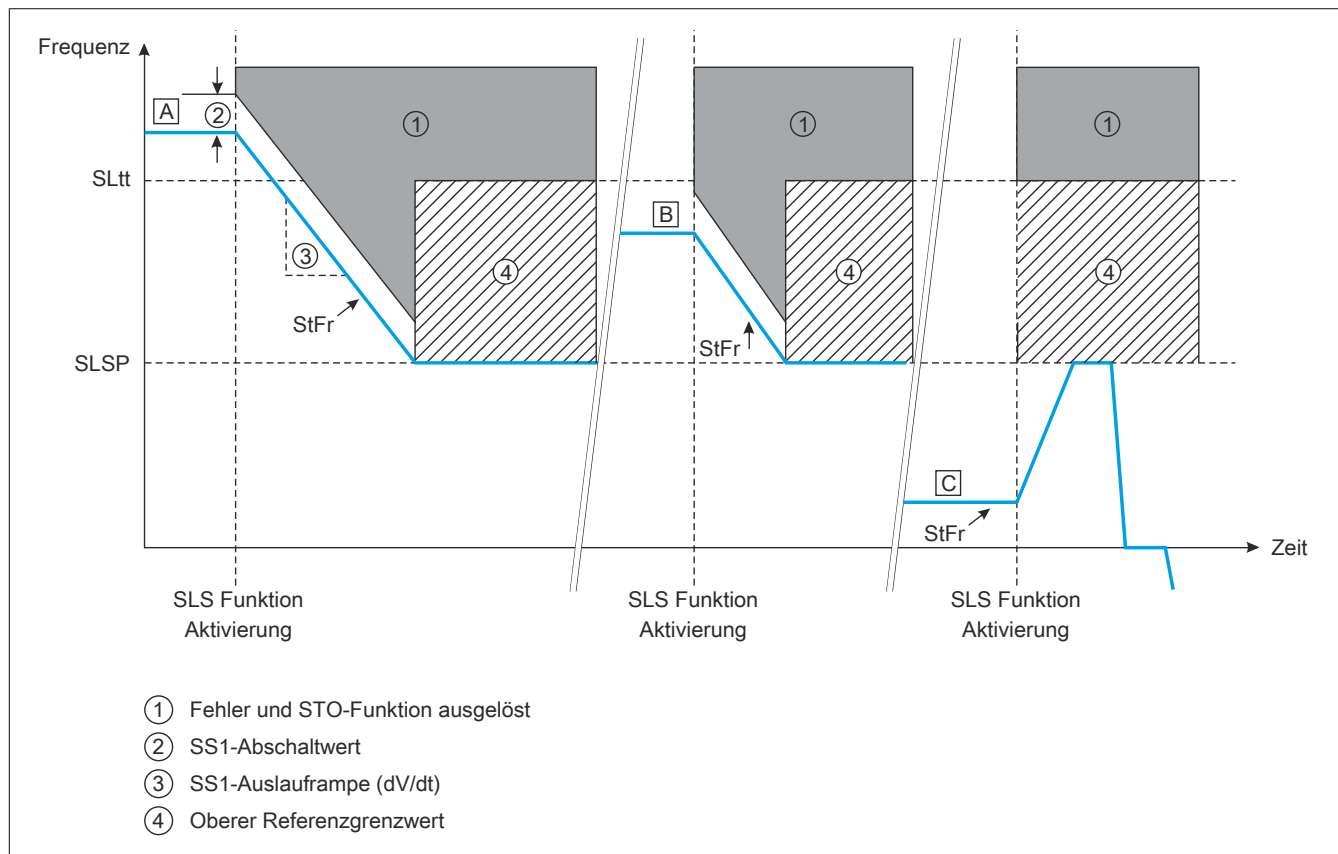 Frequenz
A
2
1
1
1
SLtt
B
3
4
4
4
StFr
StFr
SLSP
C
StFr
Zeit
SLS Funktion
Aktivierung
SLS Funktion
Aktivierung
SLS Funktion
Aktivierung
1 Fehler und STO-Funktion ausgelöst
2 SS1-Abschaltwert
3 SS1-Auslauframpe (dV/dt)
4 Oberer Referenzgrenzwert